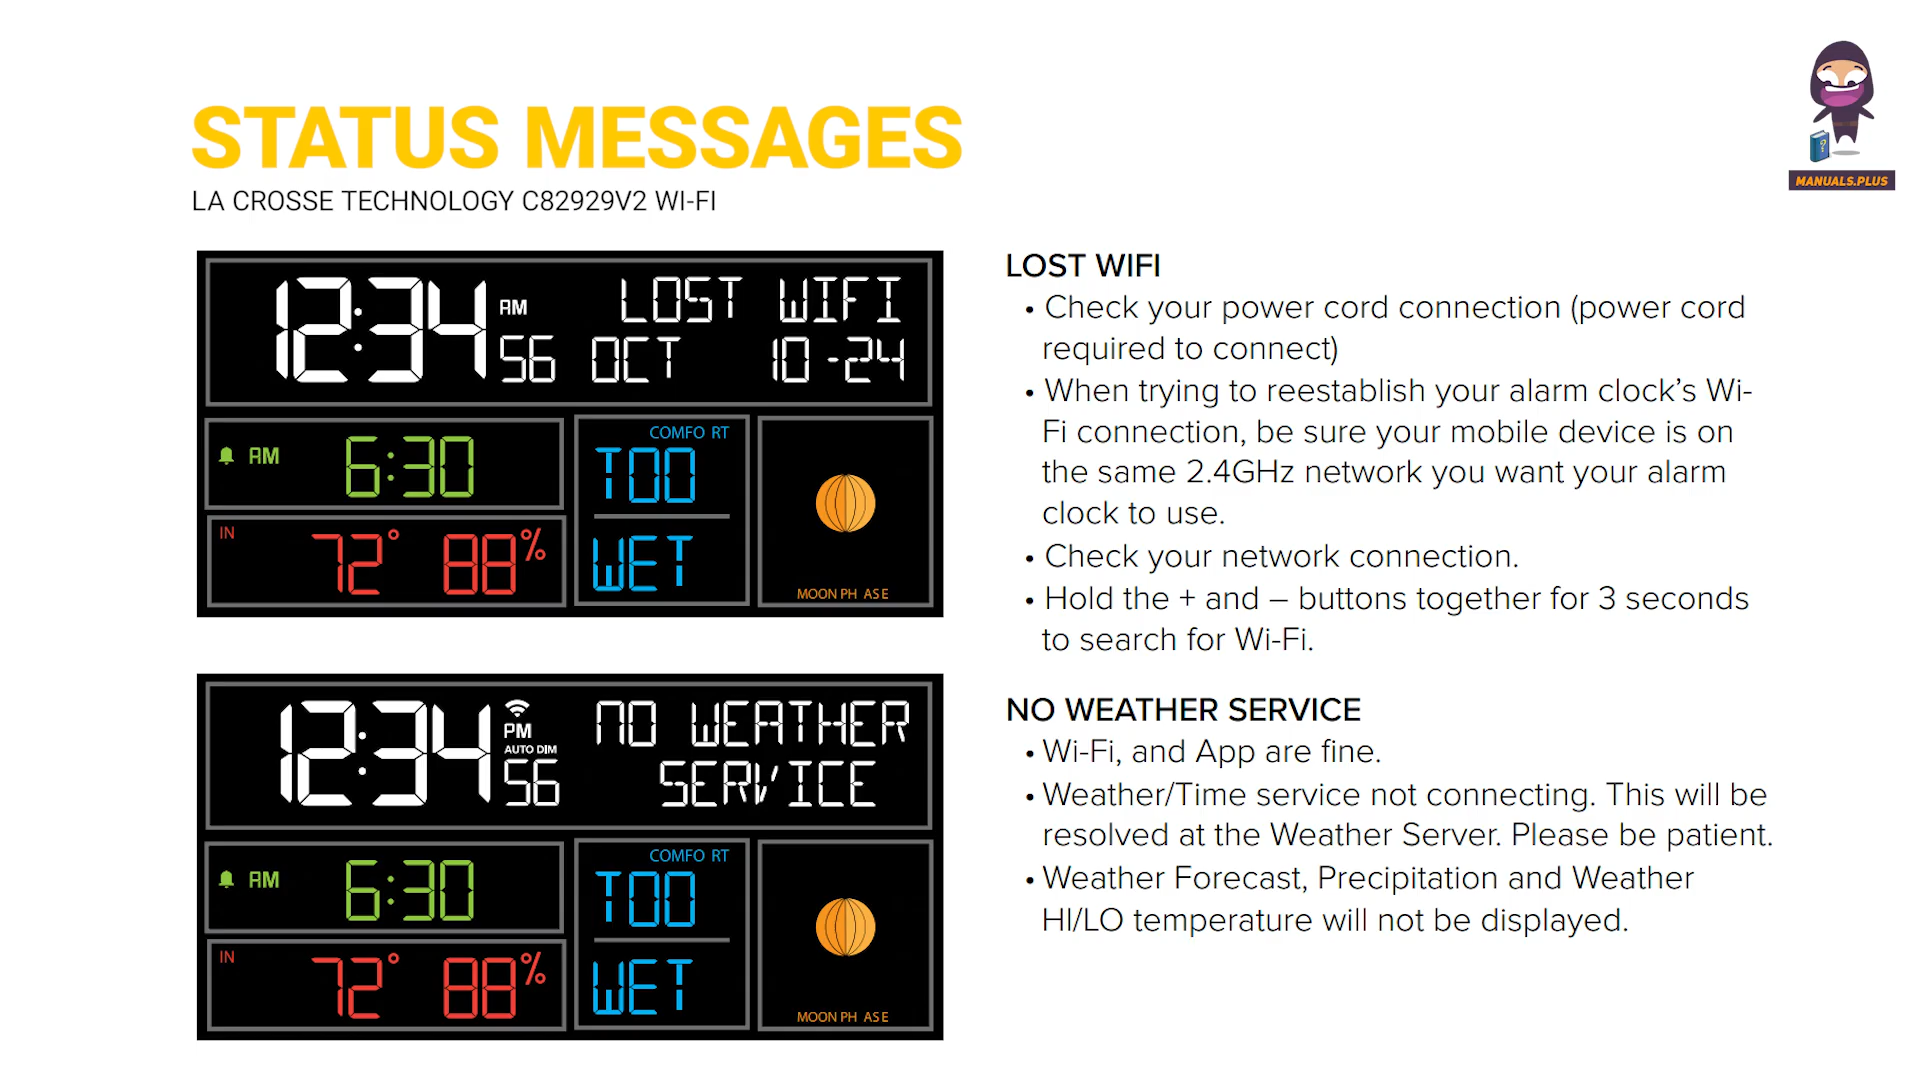 STATUS MESSAGES
LA CROSSE TECHNOLOGY C82929V2 WI-FI
MANUALS.PLUS
12:34 AM 56
LOST WIFI
OCT 10-24
AM 6:30
IN 72° 88%
COMFO RT
TOO
WET
MOON PH ASE
LOST WIFI
• Check your power cord connection (power cord
required to connect)
• When trying to reestablish your alarm clock’s Wi-
Fi connection, be sure your mobile device is on
the same 2.4GHz network you want your alarm
clock to use.
• Check your network connection.
• Hold the + and – buttons together for 3 seconds
to search for Wi-Fi.
12:34 PM AUTO DIM 56
NO WEATHER
SERVICE
AM 6:30
IN 72° 88%
COMFO RT
TOO
WET
MOON PH ASE
NO WEATHER SERVICE
• Wi-Fi, and App are fine.
• Weather/Time service not connecting. This will be
resolved at the Weather Server. Please be patient.
• Weather Forecast, Precipitation and Weather
HI/LO temperature will not be displayed.